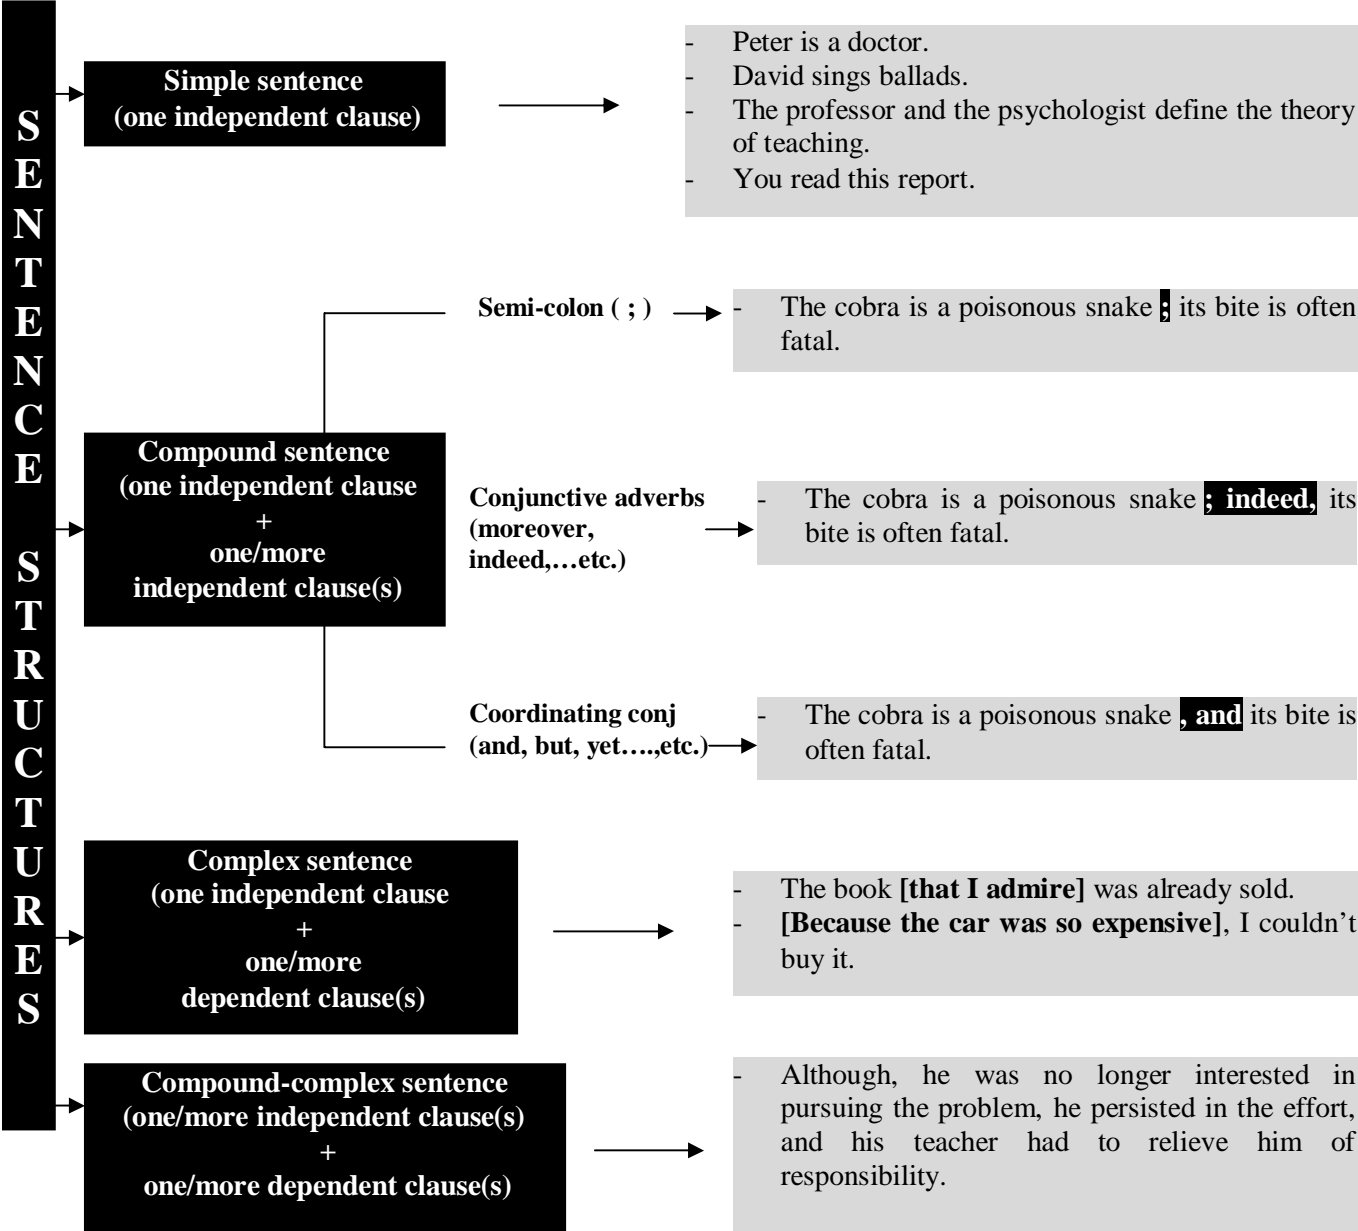 SENTENCE STRUCTURES
Simple sentence
(one independent clause)
- Peter is a doctor.
- David sings ballads.
- The professor and the psychologist define the theory
of teaching.
- You read this report.
Semi-colon ( ; )
- The cobra is a poisonous snake ; its bite is often
fatal.
Compound sentence
(one independent clause
+
one/more
independent clause(s)
Conjunctive adverbs
(moreover,
indeed,…etc.)
- The cobra is a poisonous snake ; indeed, its
bite is often fatal.
Coordinating conj
(and, but, yet….,etc.)
- The cobra is a poisonous snake , and its bite is
often fatal.
Complex sentence
(one independent clause
+
one/more
dependent clause(s)
- The book [that I admire] was already sold.
- [Because the car was so expensive], I couldn’t
buy it.
Compound-complex sentence
(one/more independent clause(s)
+
one/more dependent clause(s)
- Although, he was no longer interested in
pursuing the problem, he persisted in the effort,
and his teacher had to relieve him of
responsibility.